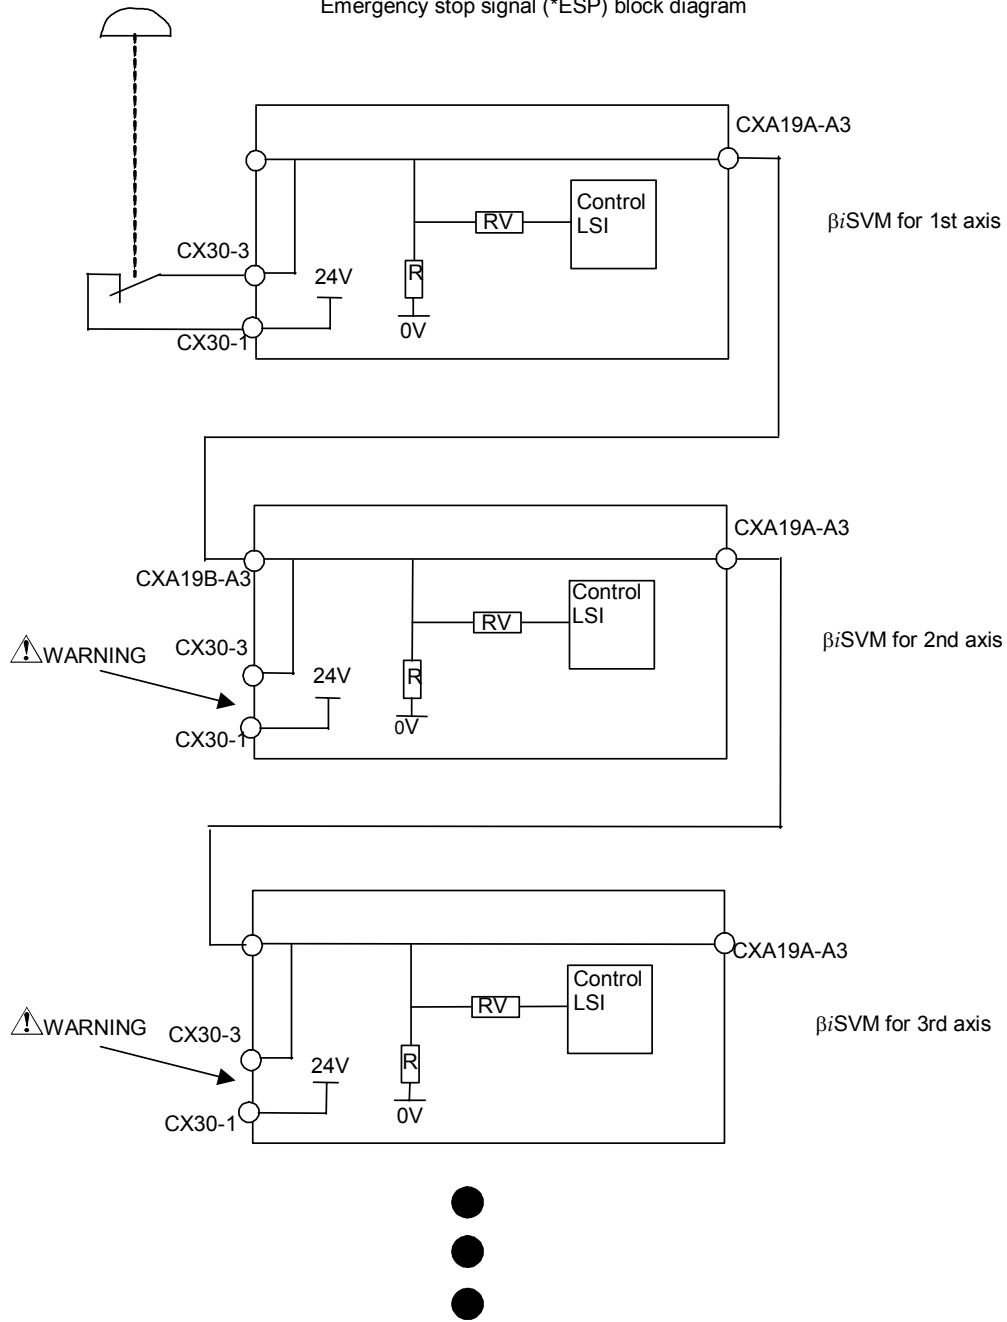 Emergency stop signal (*ESP) block diagram
CXA19A-A3
Control
LSI
RV
βiSVM for 1st axis
CX30-3
24V
R
0V
CX30-1
CXA19A-A3
CXA19B-A3
Control
LSI
RV
βiSVM for 2nd axis
WARNING
CX30-3
24V
R
0V
CX30-1
CXA19A-A3
Control
LSI
RV
βiSVM for 3rd axis
WARNING
CX30-3
24V
R
0V
CX30-1